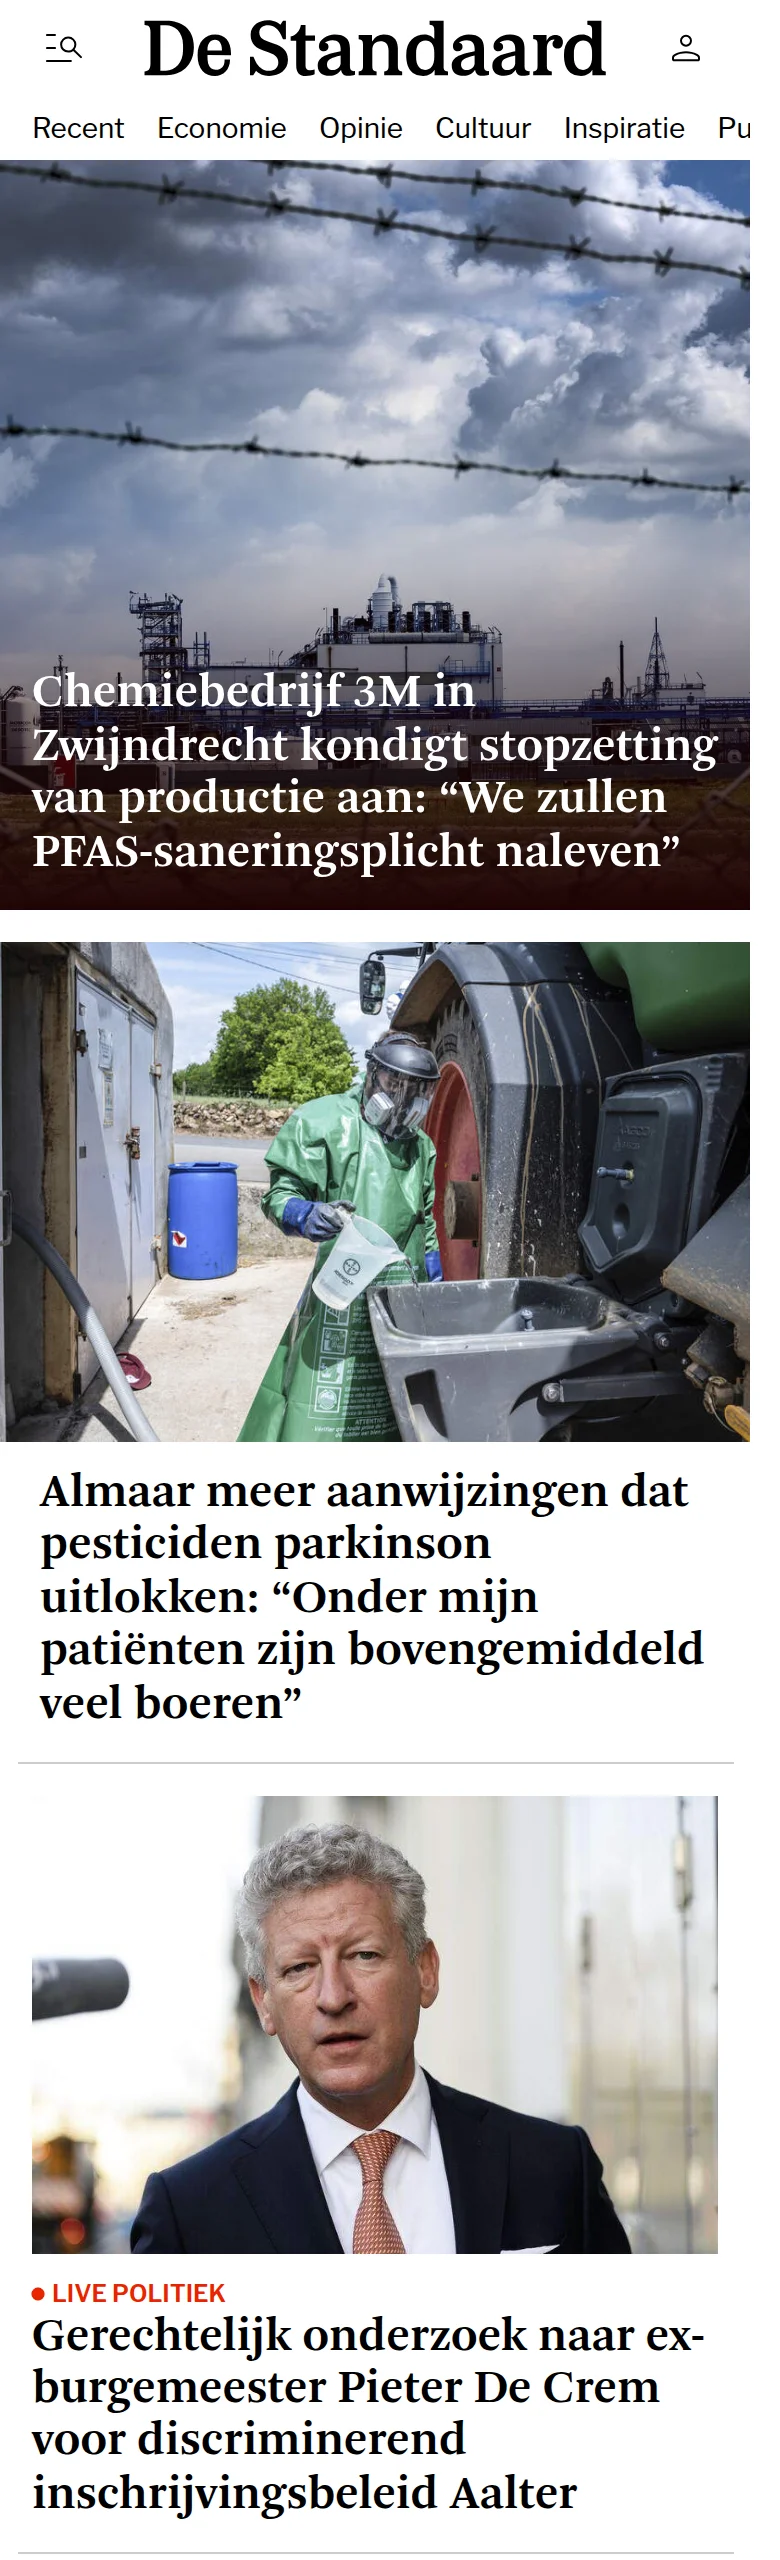 De Standaard
Recent Economie Opinie Cultuur Inspiratie Pu
Chemiebedrijf 3M in
Zwijndrecht kondigt stopzetting
van productie aan: “We zullen
PFAS-saneringsplicht naleven”
ATTENTION
Almaar meer aanwijzingen dat
pesticiden parkinson
uitlokken: “Onder mijn
patiënten zijn bovengemiddeld
veel boeren”
LIVE POLITIEK
Gerechtelijk onderzoek naar ex-
burgemeester Pieter De Crem
voor discriminerend
inschrijvingsbeleid Aalter